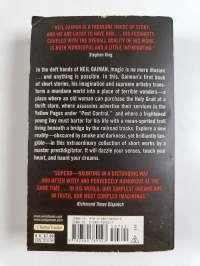 NEIL GAIMAN IS A TREASURE HOUSE OF STORY,
AND WE ARE LUCKY TO HAVE HIM ... HIS FECUNDITY,
COUPLED WITH THE OVERALL QUALITY OF HIS WORK,
IS BOTH WONDERFUL AND A LITTLE INTIMIDATING."
Stephen King
In the deft hands of NEIL GAIMAN, magic is no mere illusion
... and anything is possible. In this, Gaiman's first book
of short stories, his imagination and supreme artistry transform
a mundane world into a place of terrible wonders—
a place where an old woman can purchase the Holy Grail at a thrift
store, where assassins advertise their services in the
Yellow Pages under "Pest Control," and where a frightened
young boy must barter for his life with a mean-spirited troll
living beneath a bridge by the railroad tracks. Explore a new
reality—obscured by smoke and darkness, yet brilliantly tangible—
in this extraordinary collection of short works by a
master prestidigitator. It will dazzle your senses, touch your
heart, and haunt your dreams.
"SUPERB—HAUNTING IN A DISTURBING WAY
AND OFTEN WITTY AND PERVERSELY HUMOROUS AT THE
SAME TIME ... IN HIS WORLD, OUR SIMPLEST DREAMS ARE,
IN TRUTH, OUR MOST COMPLEX IMAGININGS."
Richmond Times-Dispatch